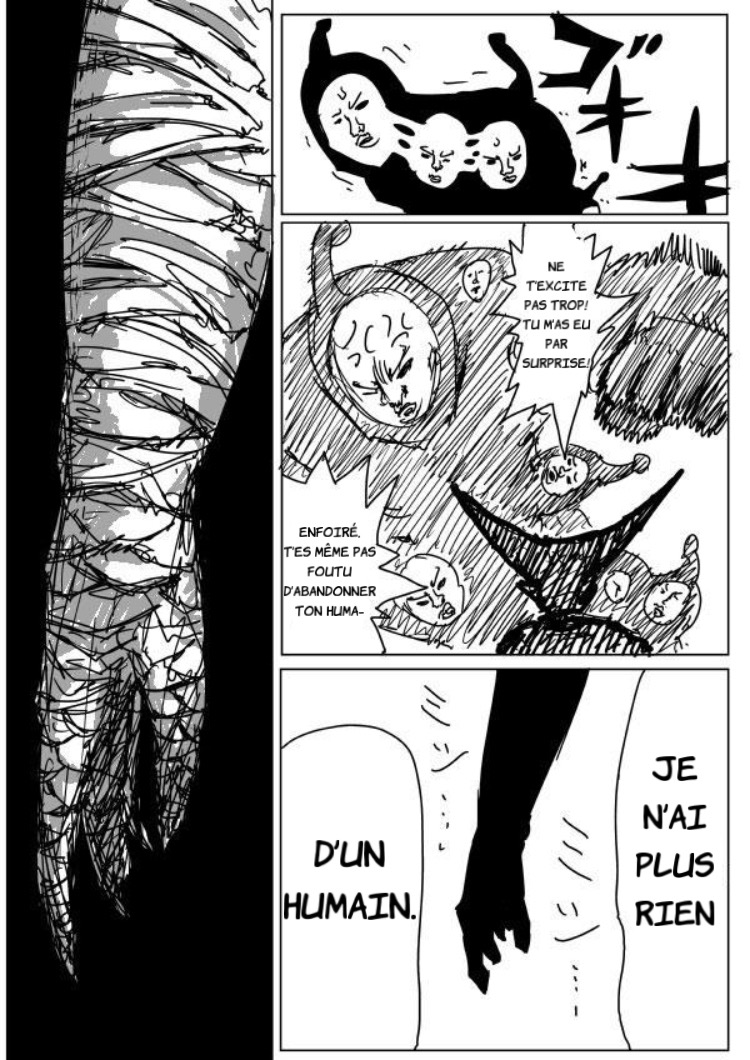 ゴキキ
NE
T'EXCITE
PAS TROP!
TU M'AS EU
PAR
SURPRISE!
ENFOIRÉ,
T'ES MÊME PAS
FOUTU
D'ABANDONNER
TON HUMA-
JE
N'AI
PLUS
RIEN
D'UN
HUMAIN.